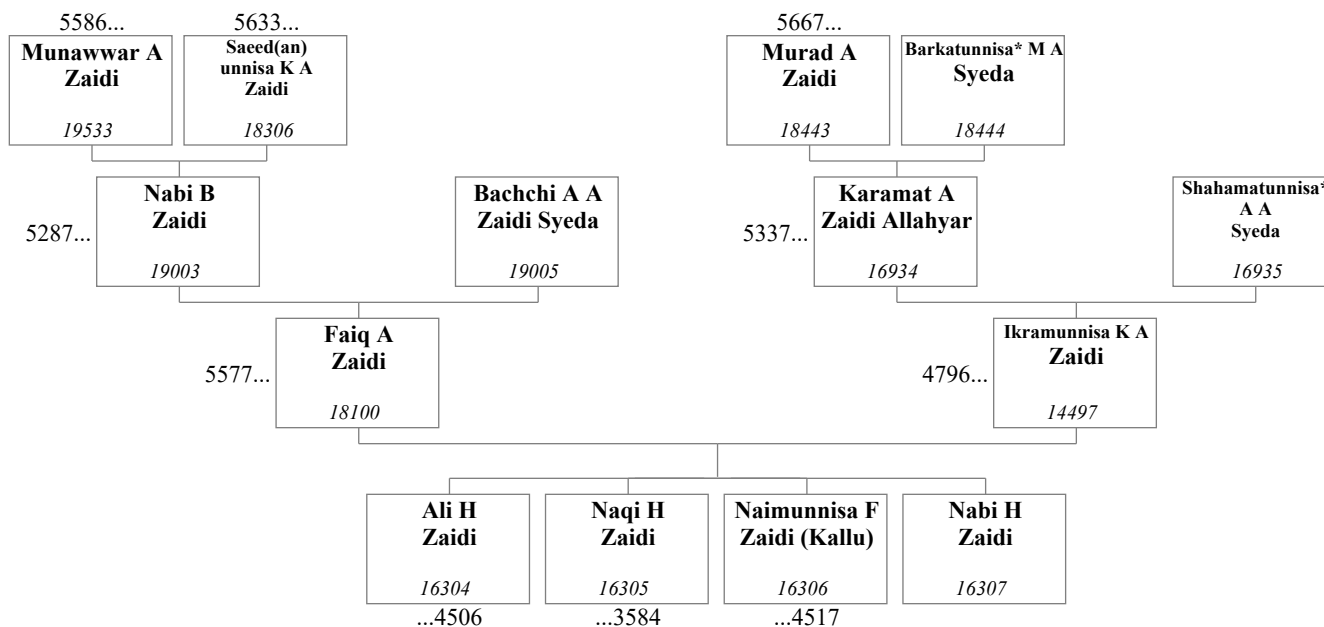 5586...
5633...
5667...
Munawwar A
Zaidi
19533
Saeed(an)
unnisa K A
Zaidi
18306
Murad A
Zaidi
18443
Barkatunnisa* M A
Syeda
18444
5287...
Nabi B
Zaidi
19003
Bachchi A A
Zaidi Syeda
19005
5337...
Karamat A
Zaidi Allahyar
16934
Shahamatunnisa*
A A
Syeda
16935
5577...
Faiq A
Zaidi
18100
4796...
Ikramunnisa K A
Zaidi
14497
Ali H
Zaidi
16304
Naqi H
Zaidi
16305
Naimunnisa F
Zaidi (Kallu)
16306
Nabi H
Zaidi
16307
...4506
...3584
...4517